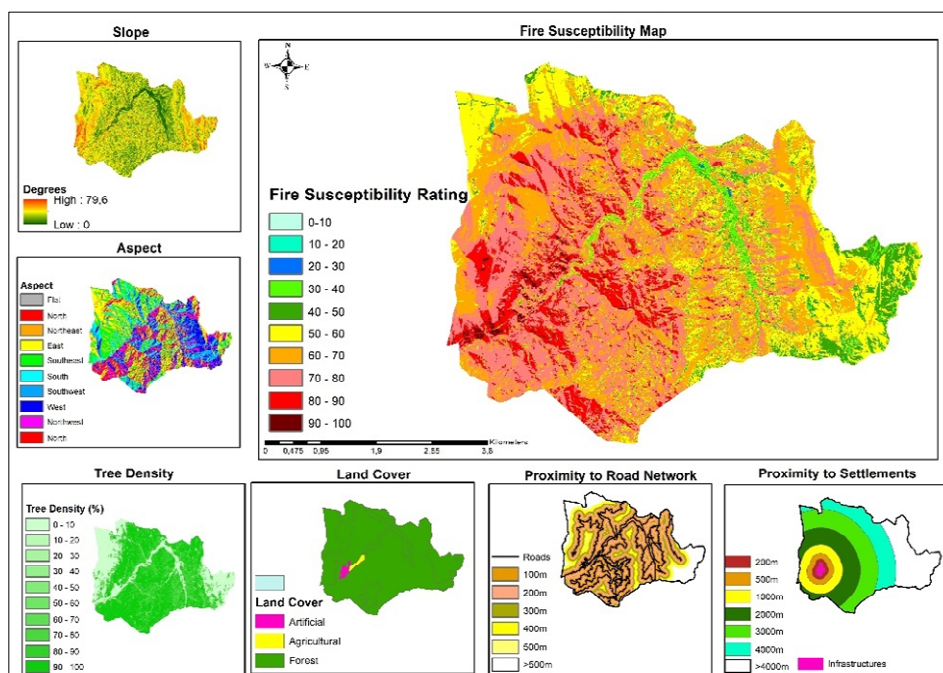 Slope
Degrees
High : 79,6
Low : 0
Aspect
Aspect
Flat
North
Northeast
East
Southeast
South
Southwest
West
Northwest
North
Fire Susceptibility Map
N
W E
S
Fire Susceptibility Rating
0-10
10 - 20
20 - 30
30 - 40
40 - 50
50 - 60
60 - 70
70 - 80
80 - 90
90 - 100
Kilometers
0 0,475 0,95 1,9 2,85 3,8
Tree Density
Tree Density (%)
0 - 10
10 - 20
20 - 30
30 - 40
40 - 50
50 - 60
60 - 70
70 - 80
80 - 90
90 - 100
Land Cover
Land Cover
Artificial
Agricultural
Forest
Proximity to Road Network
Roads
100m
200m
300m
400m
500m
>500m
Proximity to Settlements
200m
500m
1000m
2000m
3000m
4000m
>4000m
Infrastructures